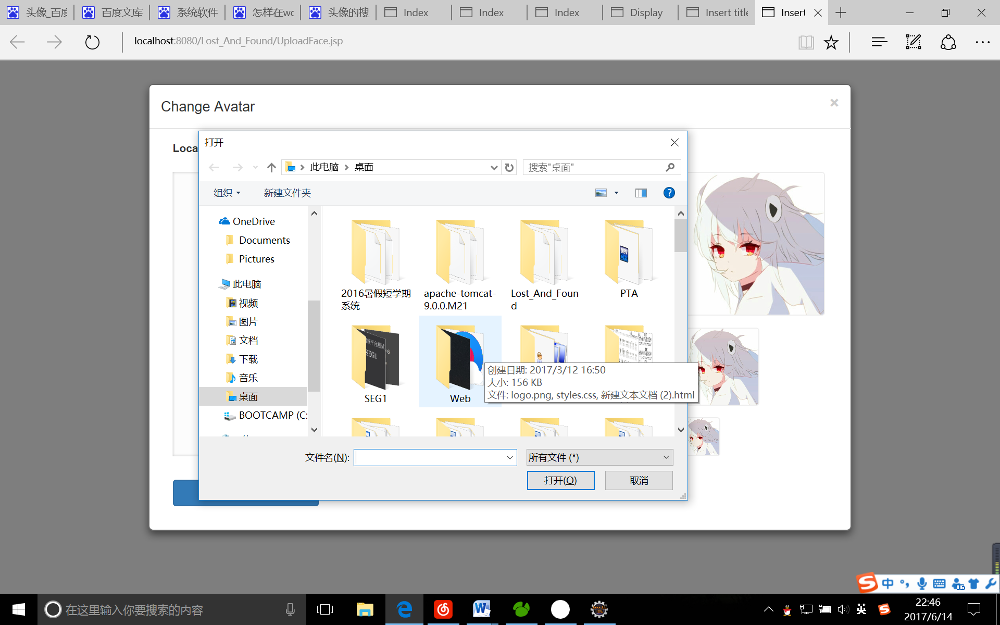 头像_百度
百度文库
系统软件
怎样在wo
头像的搜
Index
Index
Index
Display
Insert title
Insert
localhost:8080/Lost_And_Found/UploadFace.jsp
Change Avatar
×
Loca
打开
此电脑
桌面
搜索"桌面"
组织
新建文件夹
OneDrive
Documents
Pictures
此电脑
视频
图片
文档
下载
音乐
桌面
BOOTCAMP (C:
2016暑假短学期
系统
apache-tomcat-
9.0.0.M21
Lost_And_Foun
d
PTA
SEG1
Web
创建日期: 2017/3/12 16:50
大小: 156 KB
文件: logo.png, styles.css, 新建文本文档 (2).html
文件名(N):
所有文件 (*)
打开(O)
取消
中
在这里输入你要搜索的内容
英
22:46
2017/6/14